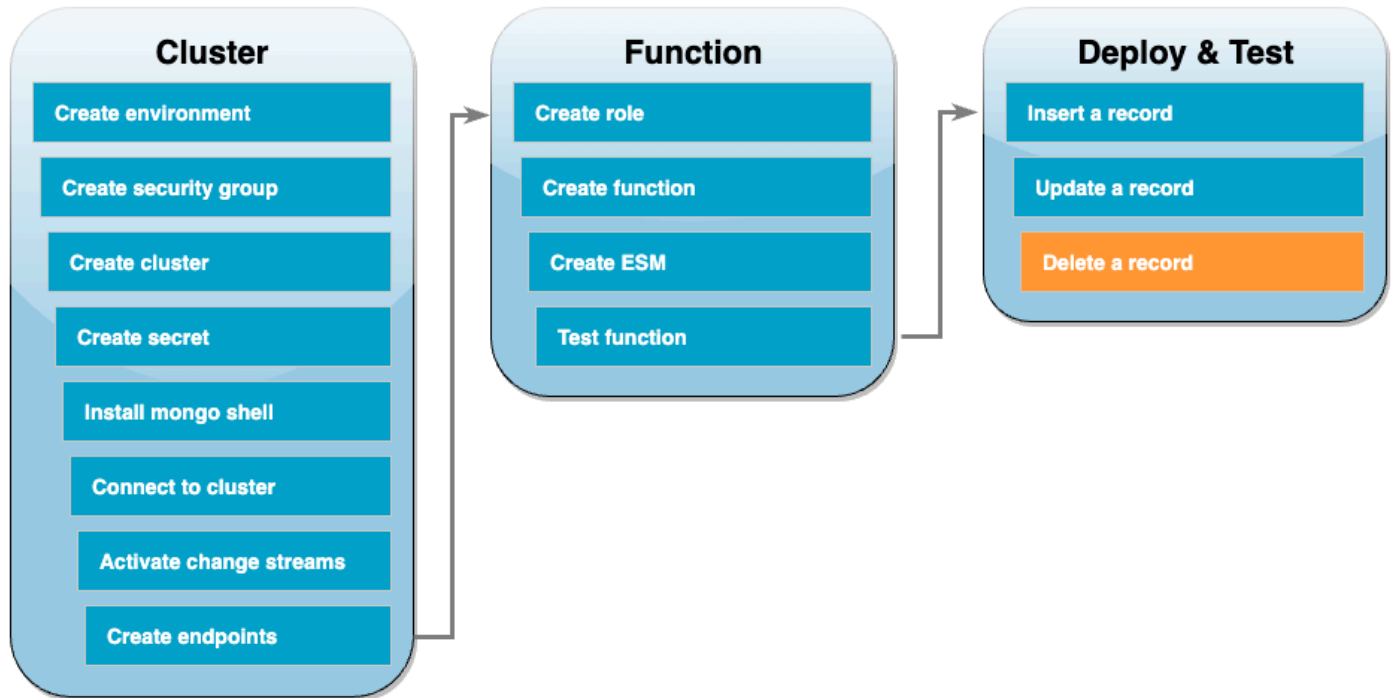 Cluster
Create environment
Create security group
Create cluster
Create secret
Install mongo shell
Connect to cluster
Activate change streams
Create endpoints
Function
Create role
Create function
Create ESM
Test function
Deploy & Test
Insert a record
Update a record
Delete a record